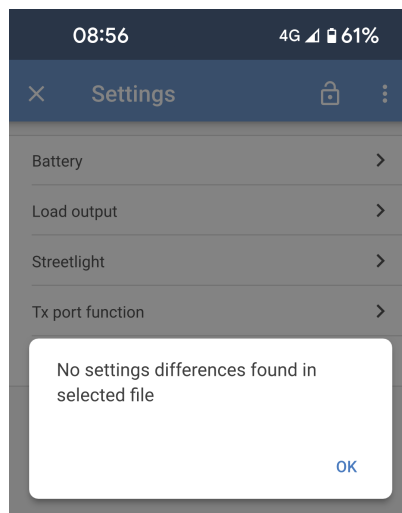 08:56 4G 61%
Settings
Battery
Load output
Streetlight
Tx port function
No settings differences found in
selected file
OK